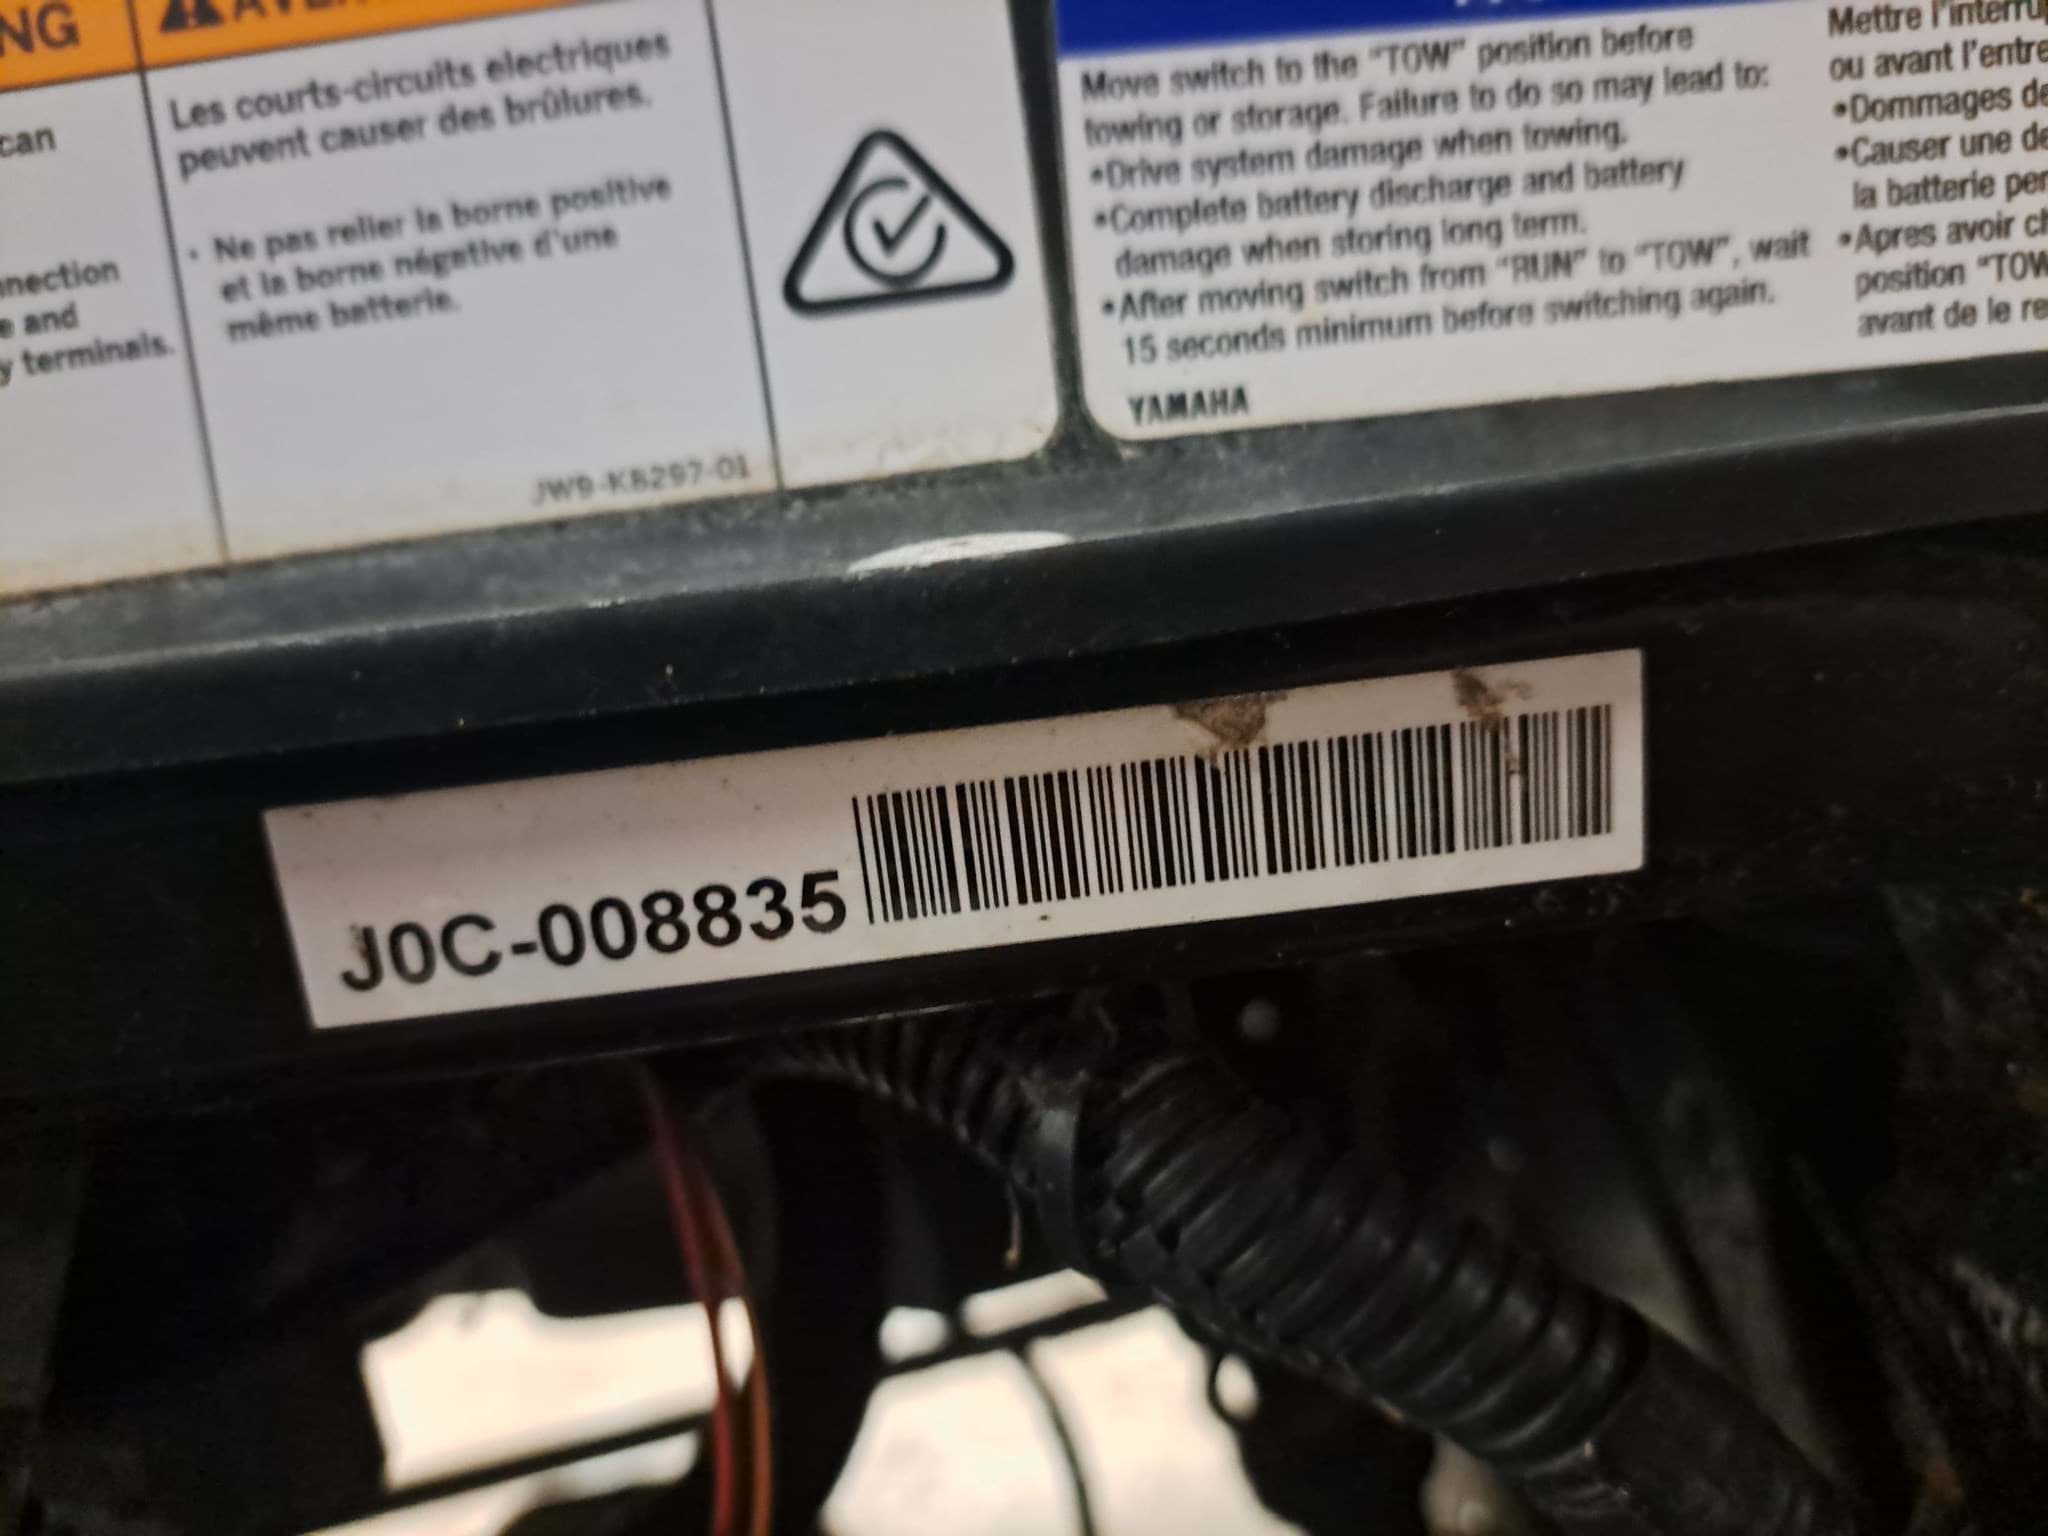 NG
can
nnection
e and
y terminals.
Les courts-circuits electriques
peuvent causer des brûlures.
· Ne pas relier la borne positive
et la borne négative d'une
même batterie.
JW9-K8297-01
Move switch to the "TOW" position before
towing or storage. Failure to do so may lead to:
•Drive system damage when towing.
•Complete battery discharge and battery
damage when storing long term.
•After moving switch from "RUN" to "TOW", wait
15 seconds minimum before switching again.
YAMAHA
Mettre l'interru
ou avant l'entre
•Dommages de
•Causer une de
la batterie per
•Apres avoir ch
position "TOW
avant de le re
J0C-008835